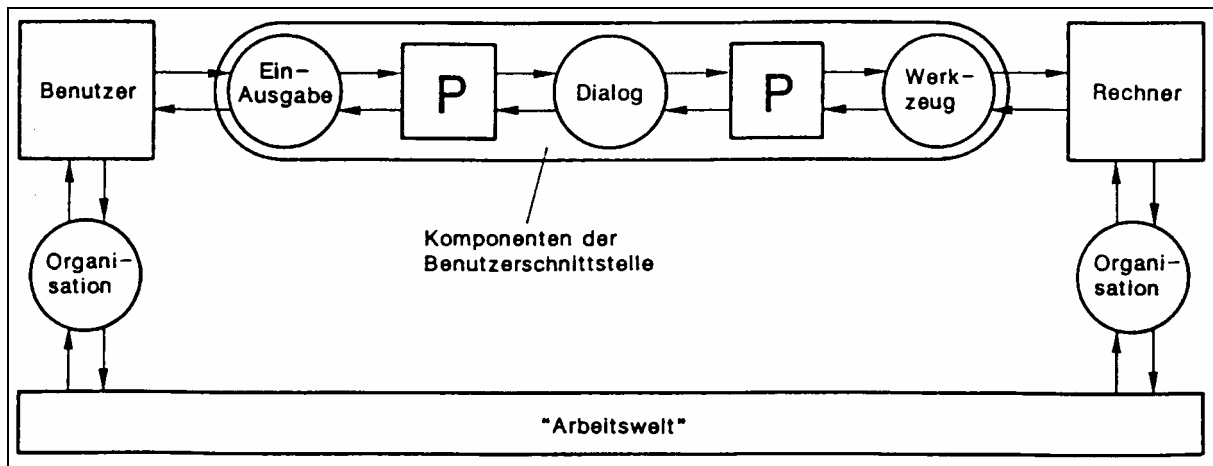 Benutzer
Ein-
Ausgabe
P
Dialog
P
Werk-
zeug
Rechner
Komponenten der
Benutzerschnittstelle
Organi-
sation
Organi-
sation
"Arbeitswelt"